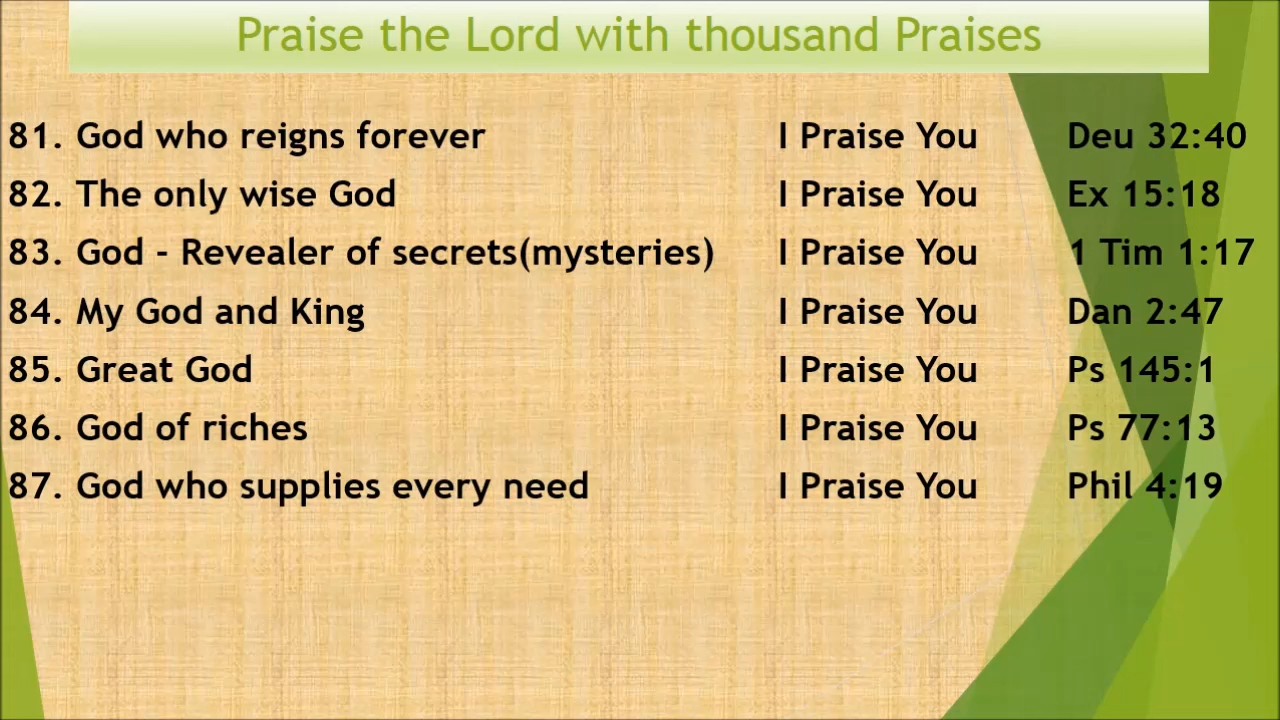 Praise the Lord with thousand Praises
81. God who reigns forever I Praise You Deu 32:40
82. The only wise God I Praise You Ex 15:18
83. God - Revealer of secrets(mysteries) I Praise You 1 Tim 1:17
84. My God and King I Praise You Dan 2:47
85. Great God I Praise You Ps 145:1
86. God of riches I Praise You Ps 77:13
87. God who supplies every need I Praise You Phil 4:19